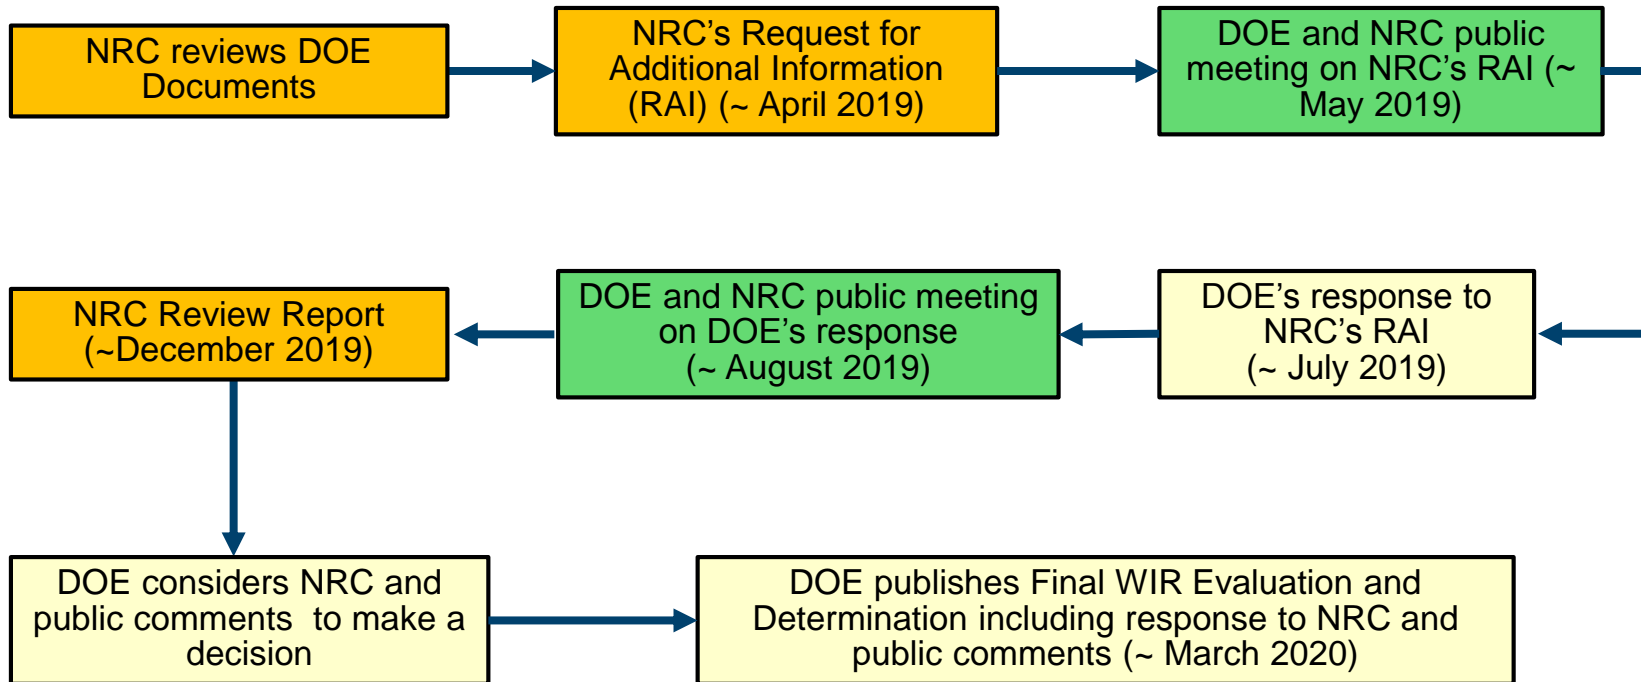 NRC reviews DOE
Documents
NRC's Request for
Additional Information
(RAI) (~ April 2019)
DOE and NRC public
meeting on NRC's RAI (~
May 2019)
DOE's response to
NRC's RAI
(~ July 2019)
DOE and NRC public meeting
on DOE's response
(~ August 2019)
NRC Review Report
(~December 2019)
DOE considers NRC and
public comments  to make a
decision
DOE publishes Final WIR Evaluation and
Determination including response to NRC and
public comments (~ March 2020)